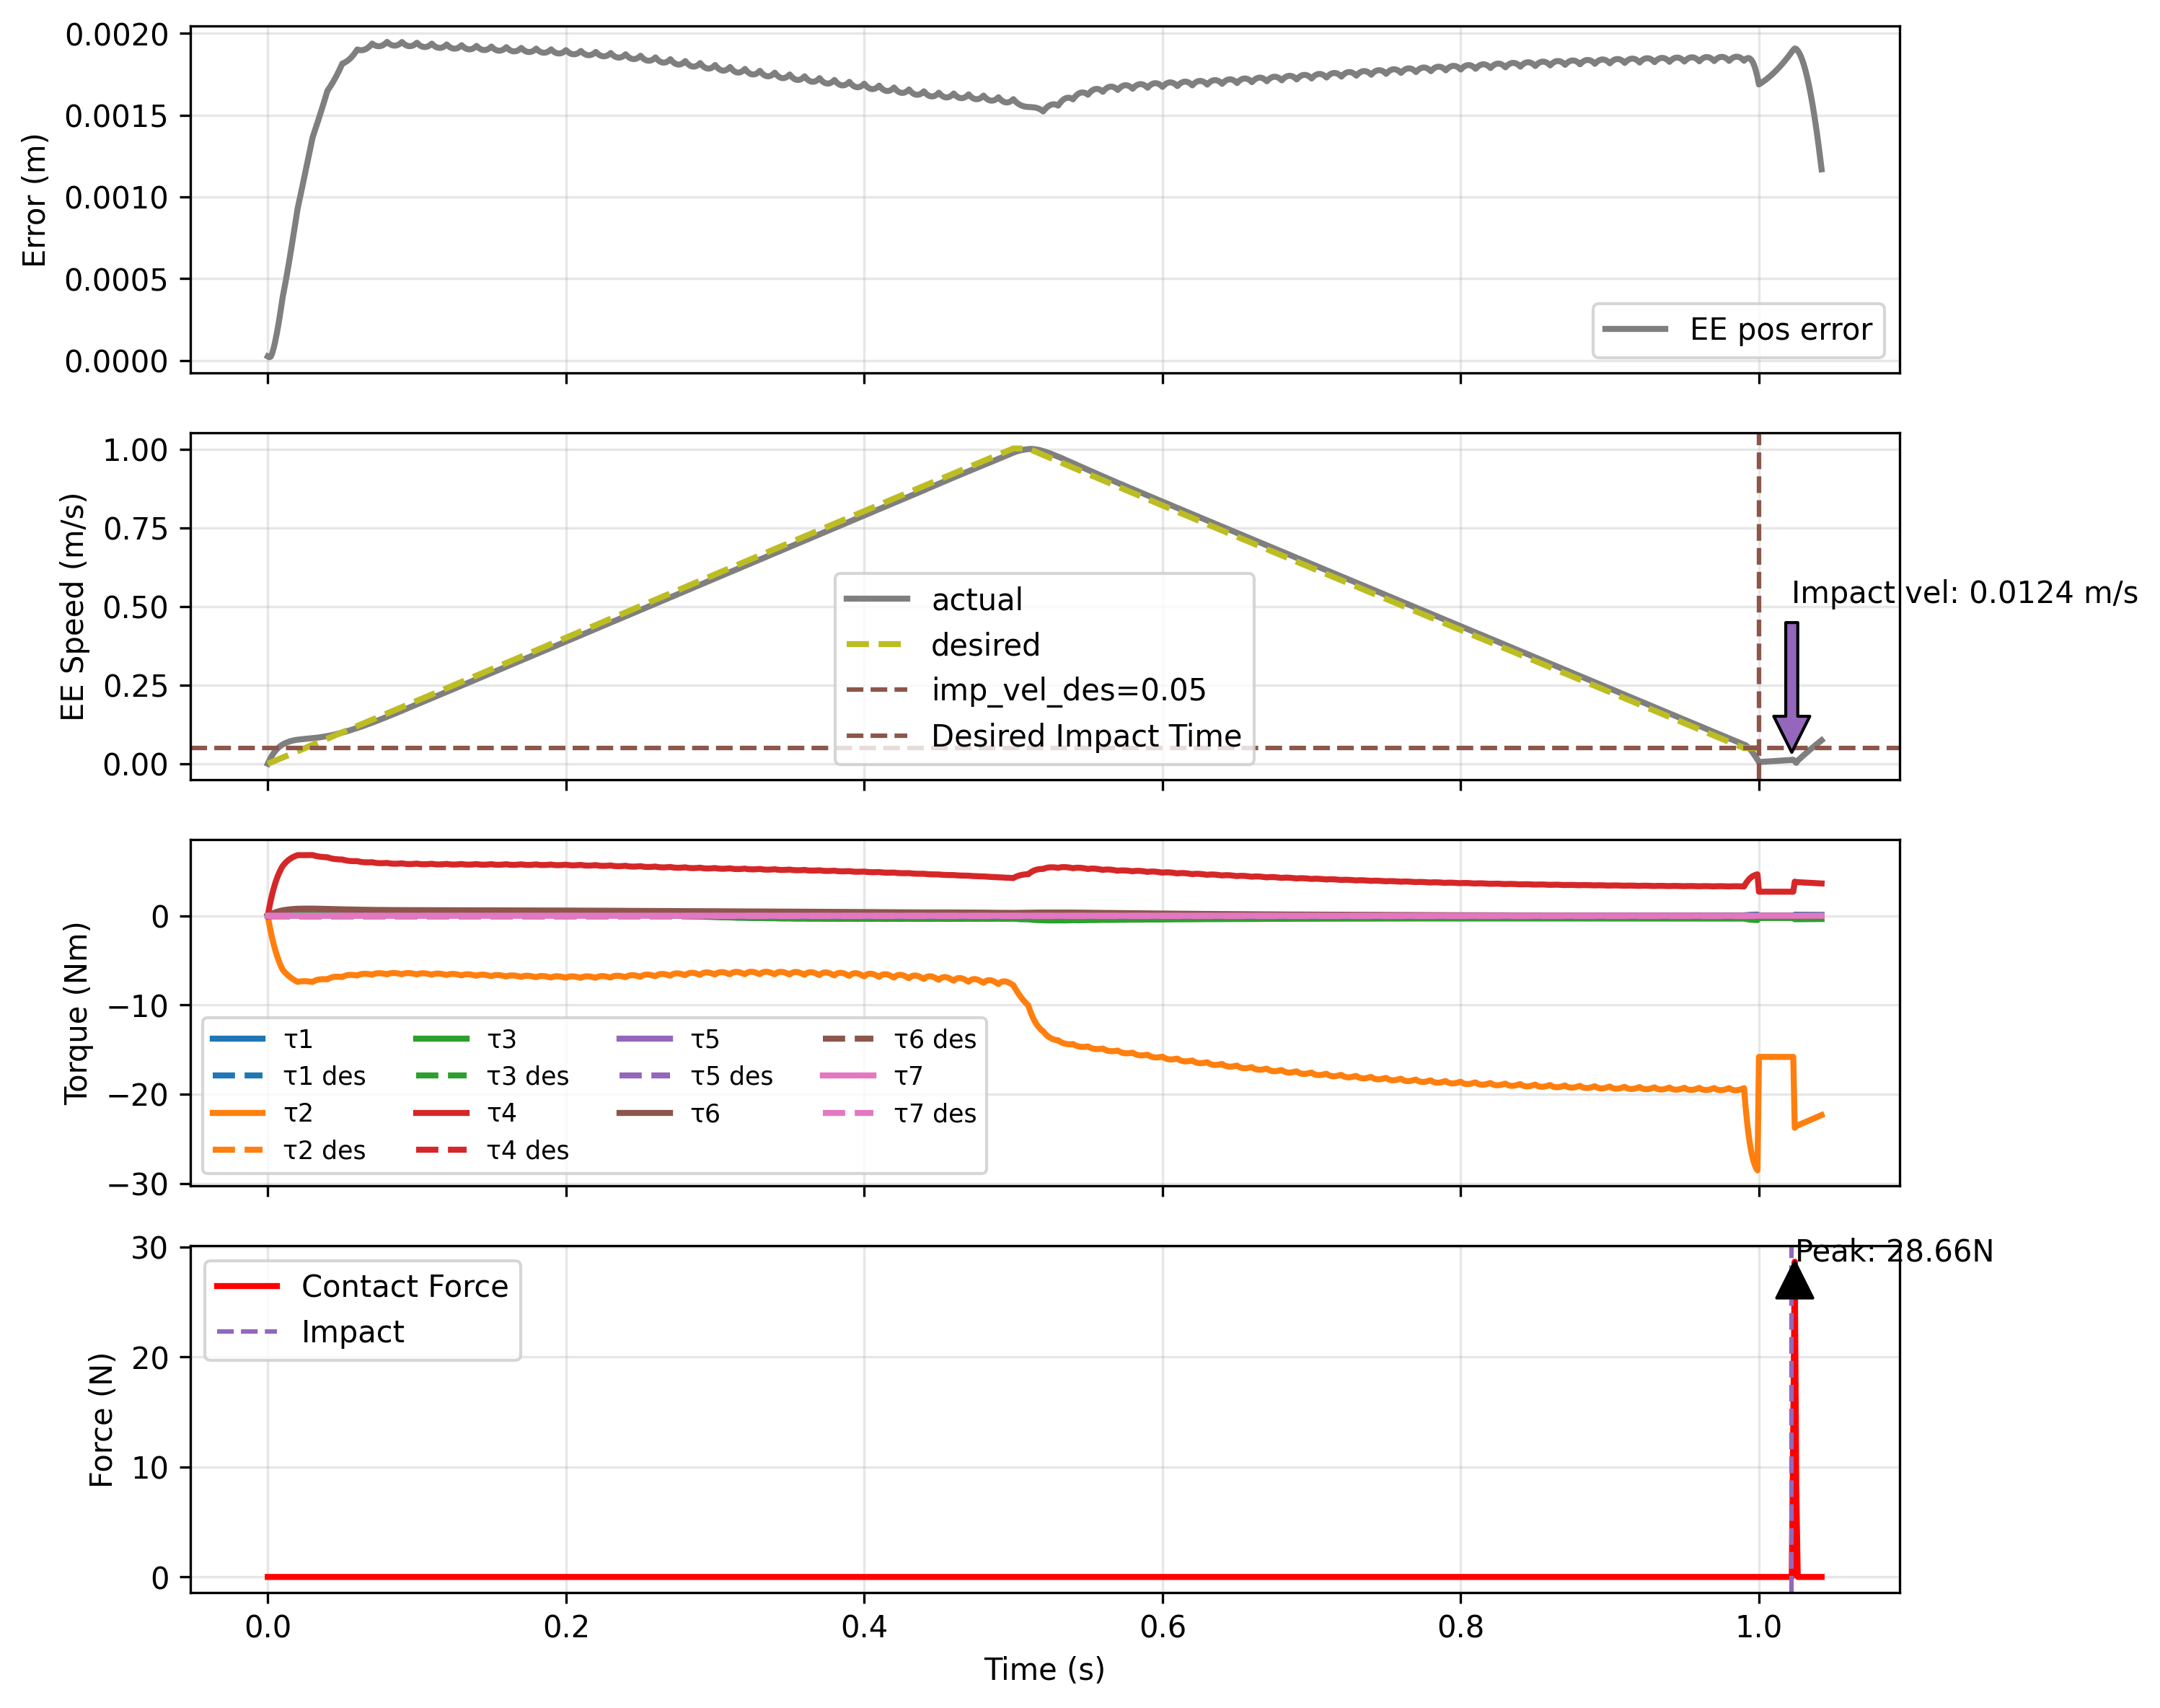 0.0020
0.0015
0.0010
0.0005
0.0000
Error (m)
EE pos error
1.00
0.75
0.50
0.25
0.00
EE Speed (m/s)
actual
desired
imp_vel_des=0.05
Desired Impact Time
Impact vel: 0.0124 m/s
0
−10
−20
−30
Torque (Nm)
τ1
τ1 des
τ2
τ2 des
τ3
τ3 des
τ4
τ4 des
τ5
τ5 des
τ6
τ6 des
τ7
τ7 des
30
20
10
0
Force (N)
Contact Force
Impact
Peak: 28.66N
0.0
0.2
0.4
0.6
0.8
1.0
Time (s)